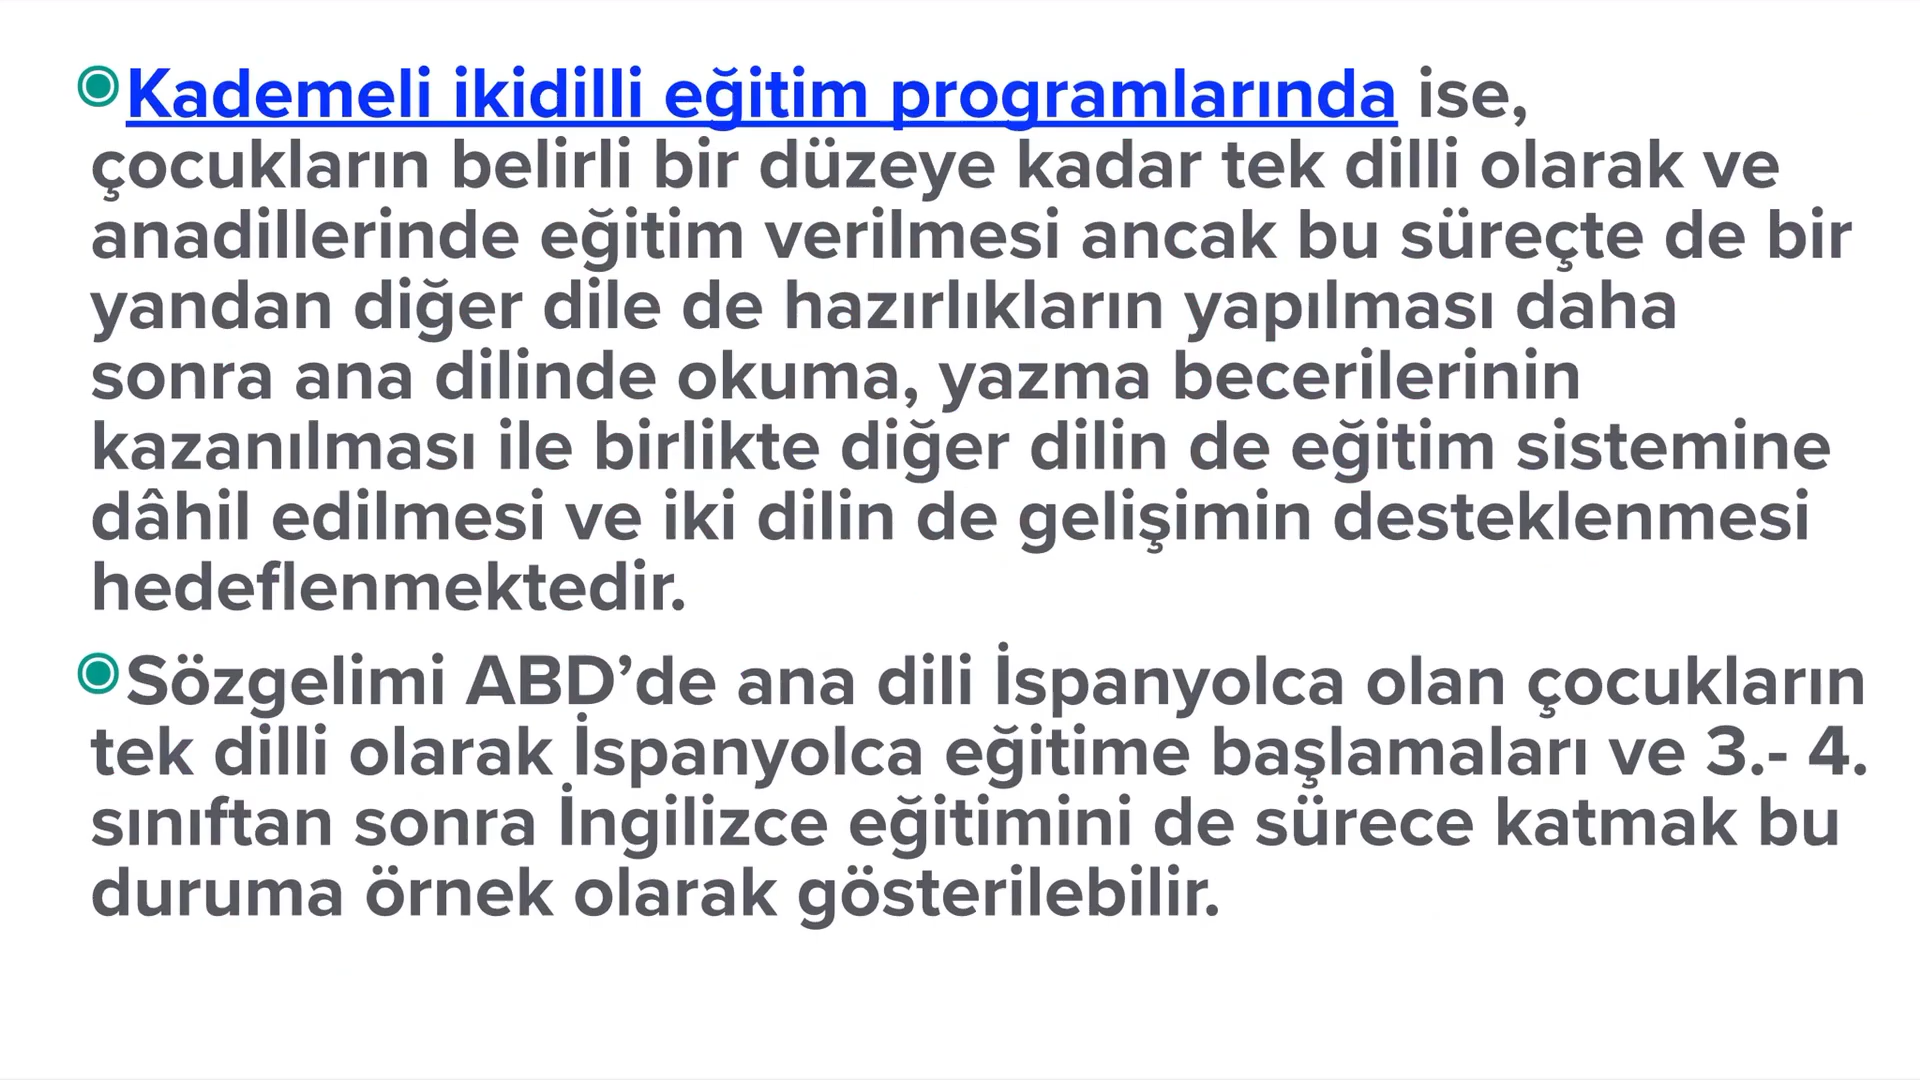 Kademeli ikidilli eğitim programlarında ise,
çocukların belirli bir düzeye kadar tek dilli olarak ve
anadillerinde eğitim verilmesi ancak bu süreçte de bir
yandan diğer dile de hazırlıkların yapılması daha
sonra ana dilinde okuma, yazma becerilerinin
kazanılması ile birlikte diğer dilin de eğitim sistemine
dâhil edilmesi ve iki dilin de gelişimin desteklenmesi
hedeflenmektedir.
Sözgelimi ABD’de ana dili İspanyolca olan çocukların
tek dilli olarak İspanyolca eğitime başlamaları ve 3.- 4.
sınıftan sonra İngilizce eğitimini de sürece katmak bu
duruma örnek olarak gösterilebilir.